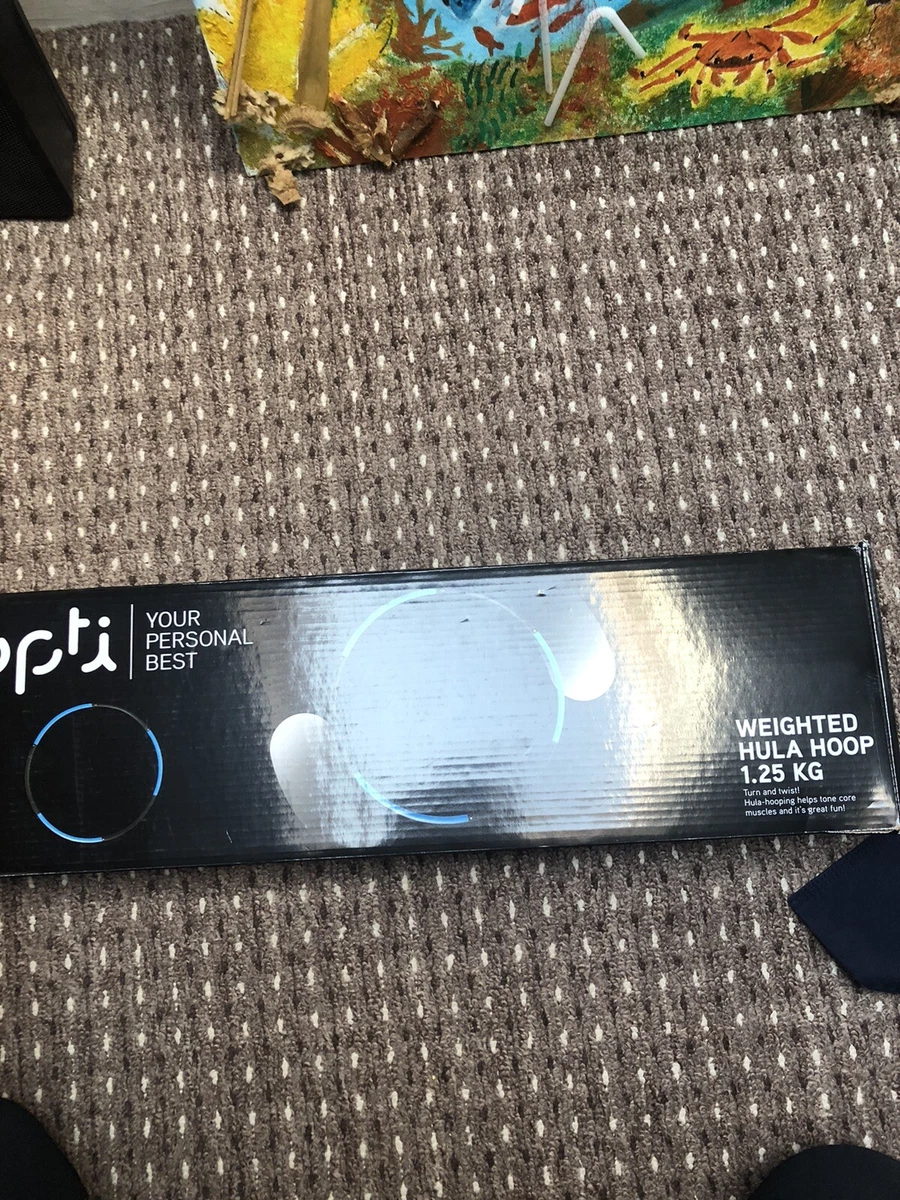 opti
YOUR
PERSONAL
BEST
WEIGHTED
HULA HOOP
1.25 KG
Turn and twist!
Hula-hooping helps tone core
muscles and it's great fun!